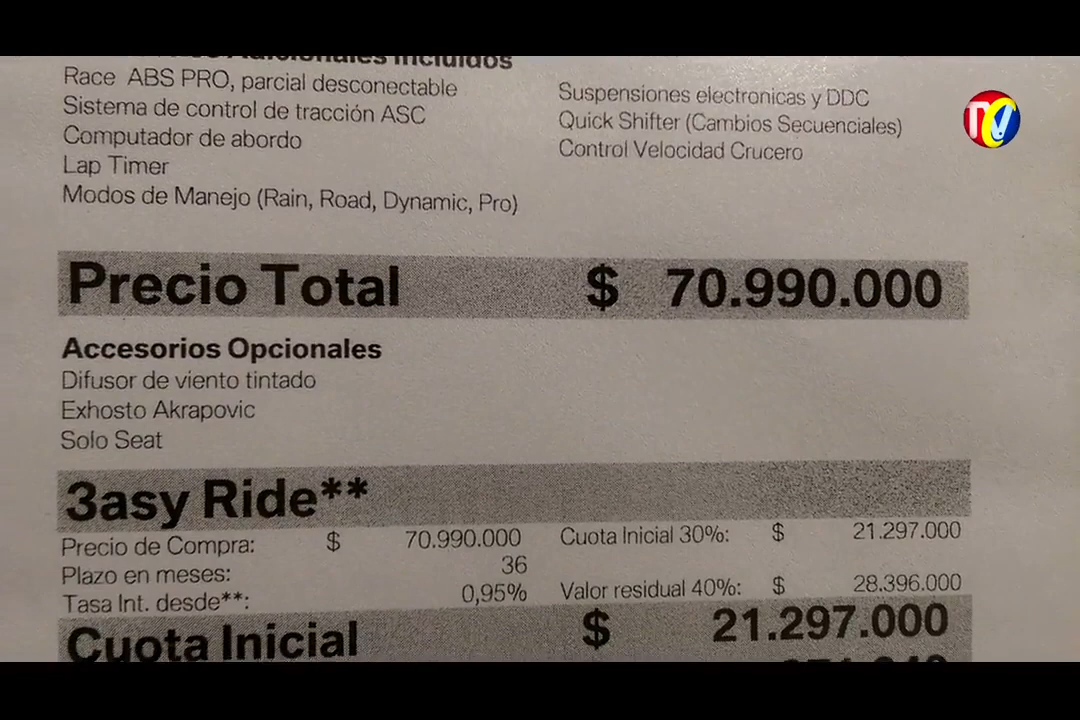 Adicionales Incluidos
Race ABS PRO, parcial desconectable
Sistema de control de tracción ASC
Computador de abordo
Lap Timer
Modos de Manejo (Rain, Road, Dynamic, Pro)
Suspensiones electronicas y DDC
Quick Shifter (Cambios Secuenciales)
Control Velocidad Crucero
Precio Total $ 70.990.000
Accesorios Opcionales
Difusor de viento tintado
Exhosto Akrapovic
Solo Seat
3asy Ride**
Precio de Compra: $ 70.990.000 Cuota Inicial 30%: $ 21.297.000
Plazo en meses: 36
Tasa Int. desde**: 0,95% Valor residual 40%: $ 28.396.000
Cuota Inicial $ 21.297.000